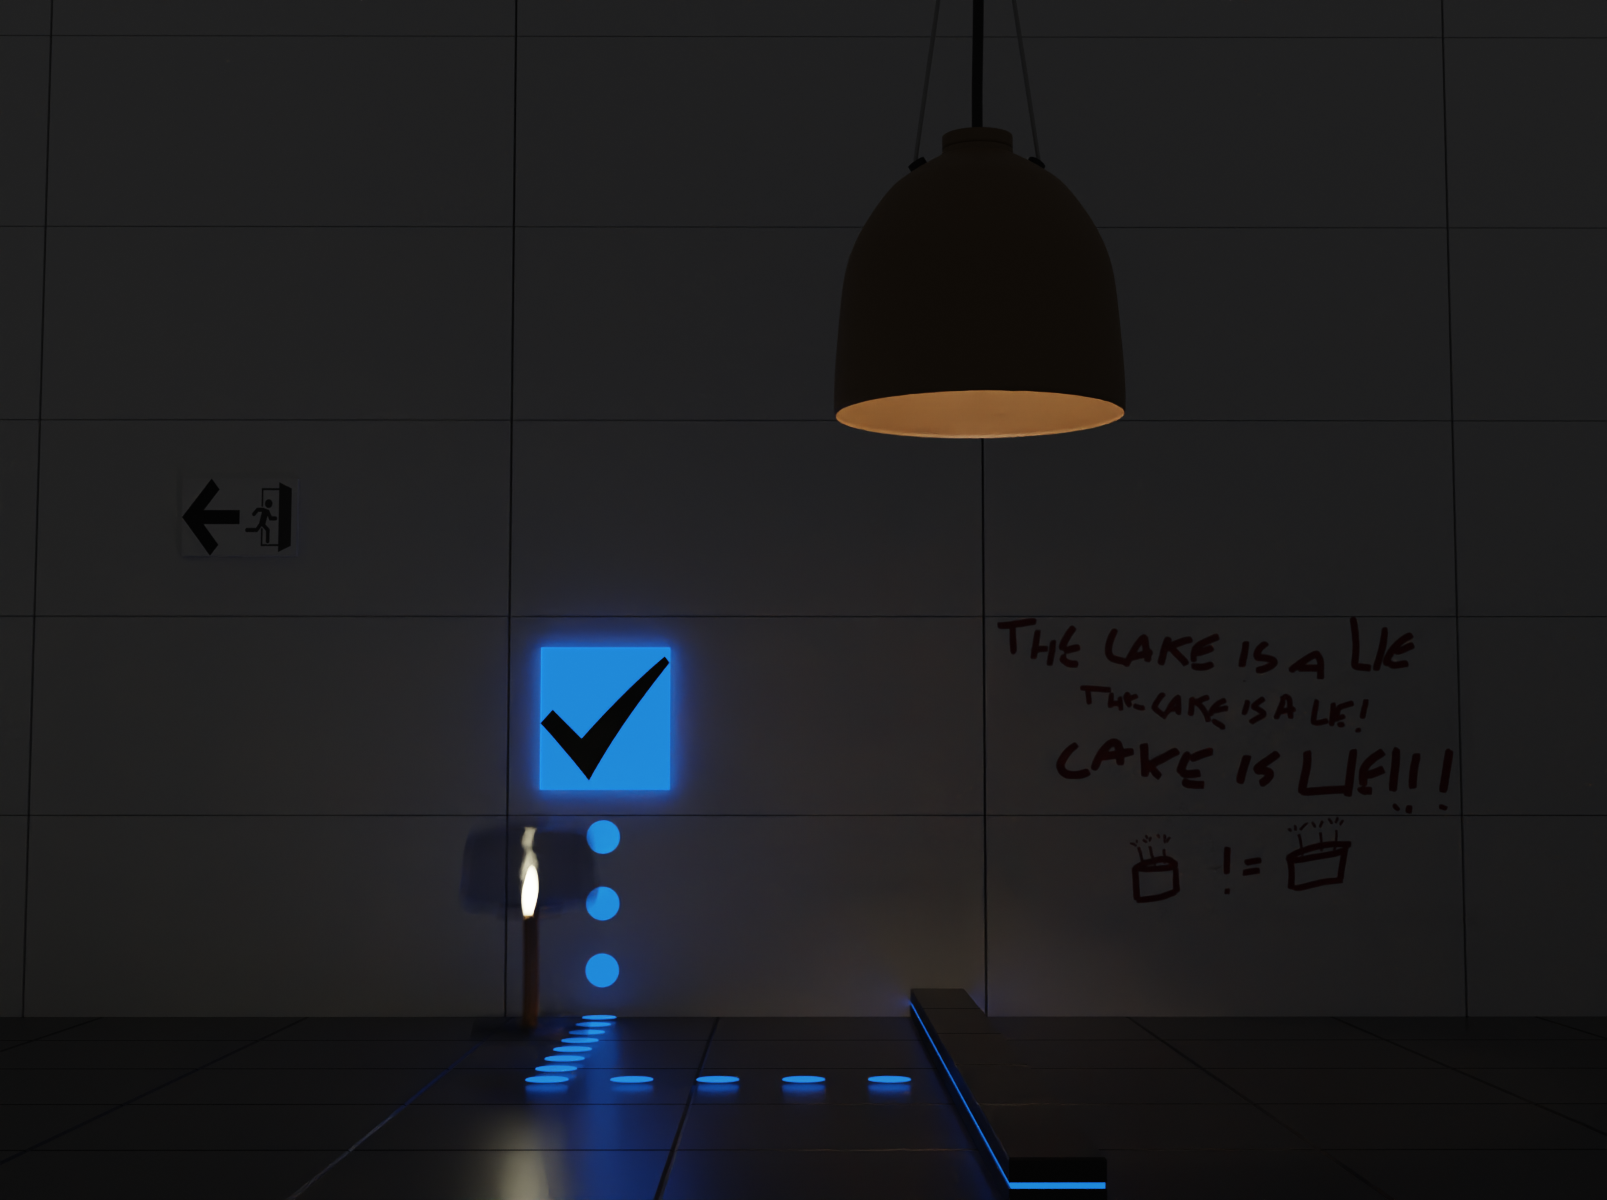 THE CAKE IS A LIE
THE CAKE IS A LIE!
CAKE IS LIE!!!
!=